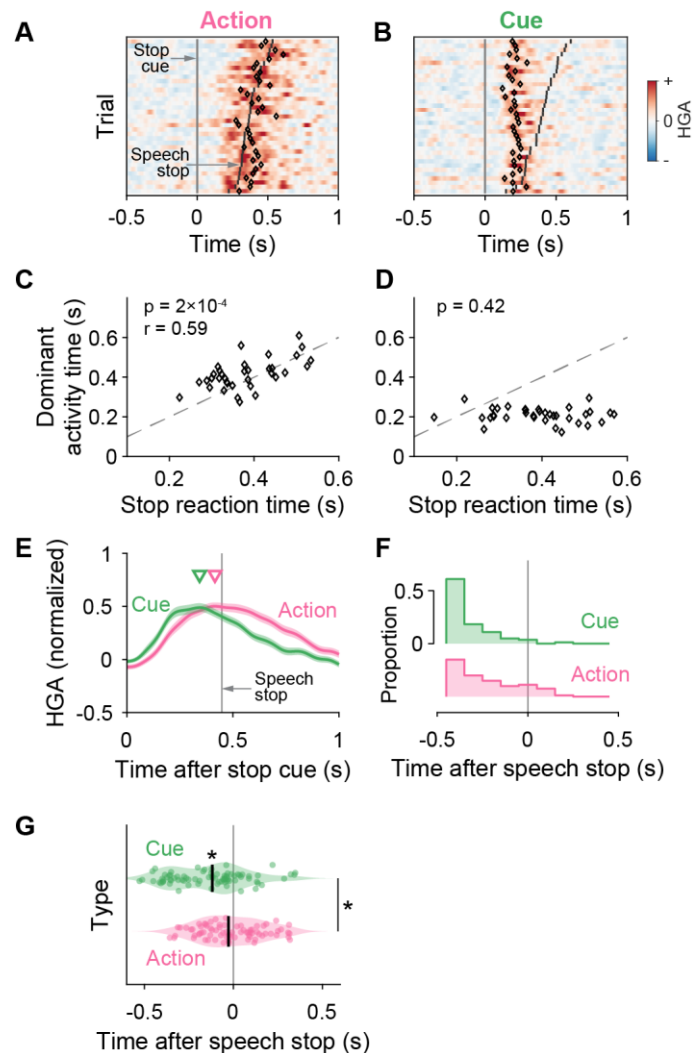 A
Action
B
Cue
Stop
cue
Speech
stop
Trial
-0.5
0
0.5
1
Time (s)
-0.5
0
0.5
1
Time (s)
+
0
-
HGA
C
p = 2×10⁻⁴
r = 0.59
Dominant
activity time (s)
0.6
0.4
0.2
0
0.2
0.4
0.6
Stop reaction time (s)
D
p = 0.42
0.6
0.4
0.2
0
0.2
0.4
0.6
Stop reaction time (s)
E
HGA (normalized)
1
0.5
0
-0.5
Cue
Action
Speech
stop
0
0.5
1
Time after stop cue (s)
F
Proportion
0.5
0
Cue
Action
-0.5
0
0.5
Time after speech stop (s)
G
Type
Cue
*
*
Action
-0.5
0
0.5
Time after speech stop (s)